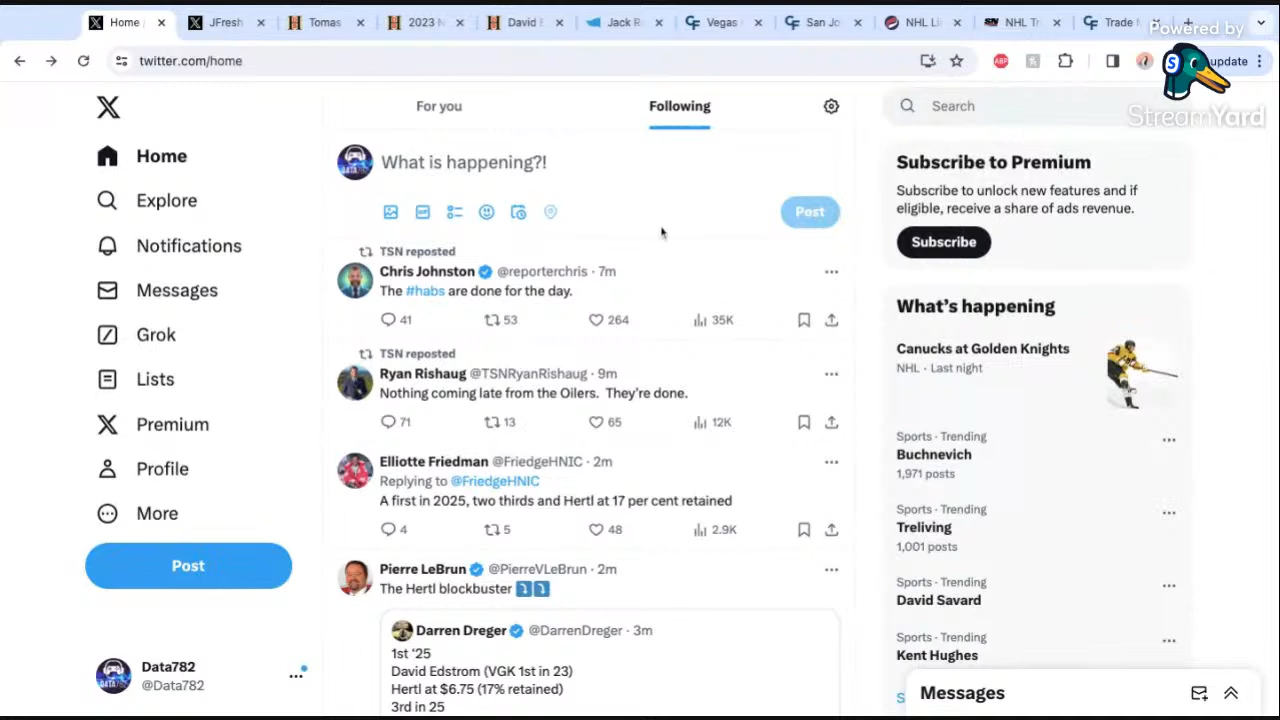 Home
JFresh
Tomas
2023 N
David E
Jack R
Vegas
San Jo
NHL Li
NHL Tr
Trade
Powered by
twitter.com/home
ABP
update
StreamYard
For you
Following
Search
Home
Explore
Notifications
Messages
Grok
Lists
Premium
Profile
More
Post
Data782
@Data782
What is happening?!
Post
TSN reposted
Chris Johnston @reporterchris · 7m
The #habs are done for the day.
41 53 264 35K
TSN reposted
Ryan Rishaug @TSNRyanRishaug · 9m
Nothing coming late from the Oilers. They’re done.
71 13 65 12K
Elliotte Friedman @FriedgeHNIC · 2m
Replying to @FriedgeHNIC
A first in 2025, two thirds and Hertl at 17 per cent retained
4 5 48 2.9K
Pierre LeBrun @PierreVLeBrun · 2m
The Hertl blockbuster ⤵️⤵️
Darren Dreger @DarrenDreger · 3m
1st ‘25
David Edstrom (VGK 1st in 23)
Hertl at $6.75 (17% retained)
3rd in 25
Subscribe to Premium
Subscribe to unlock new features and if
eligible, receive a share of ads revenue.
Subscribe
What’s happening
Canucks at Golden Knights
NHL · Last night
Sports · Trending
Buchnevich
1,971 posts
Sports · Trending
Treliving
1,001 posts
Sports · Trending
David Savard
Sports · Trending
Kent Hughes
S
Messages